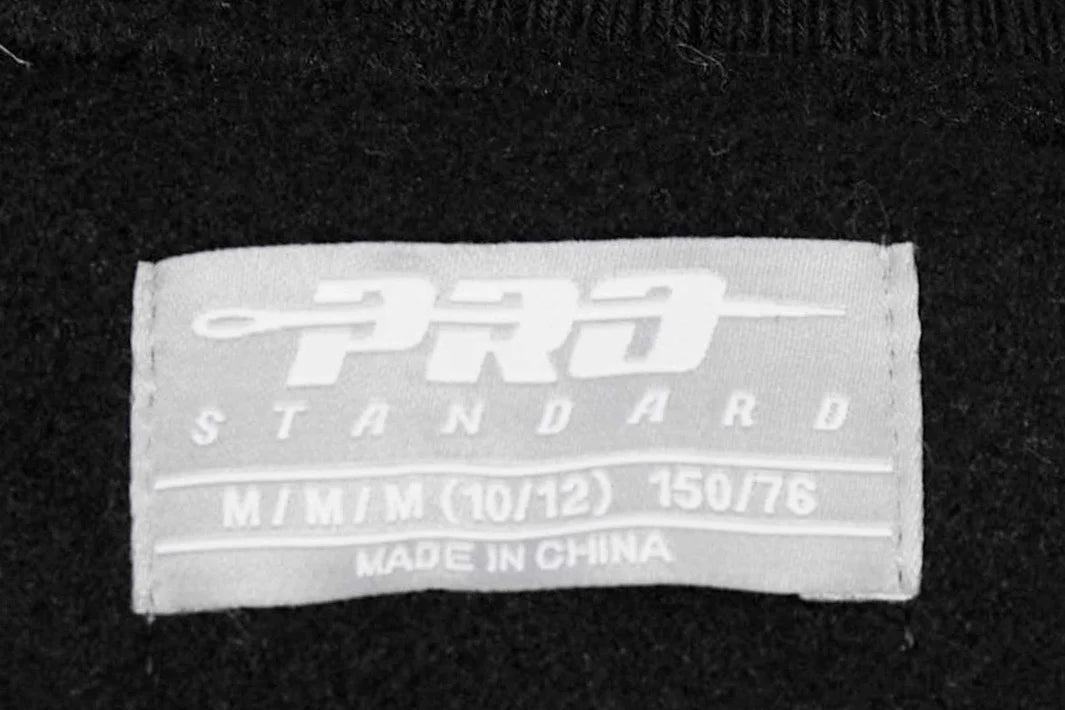 PRO
STANDARD
M/M/M (10/12) 150/76
MADE IN CHINA